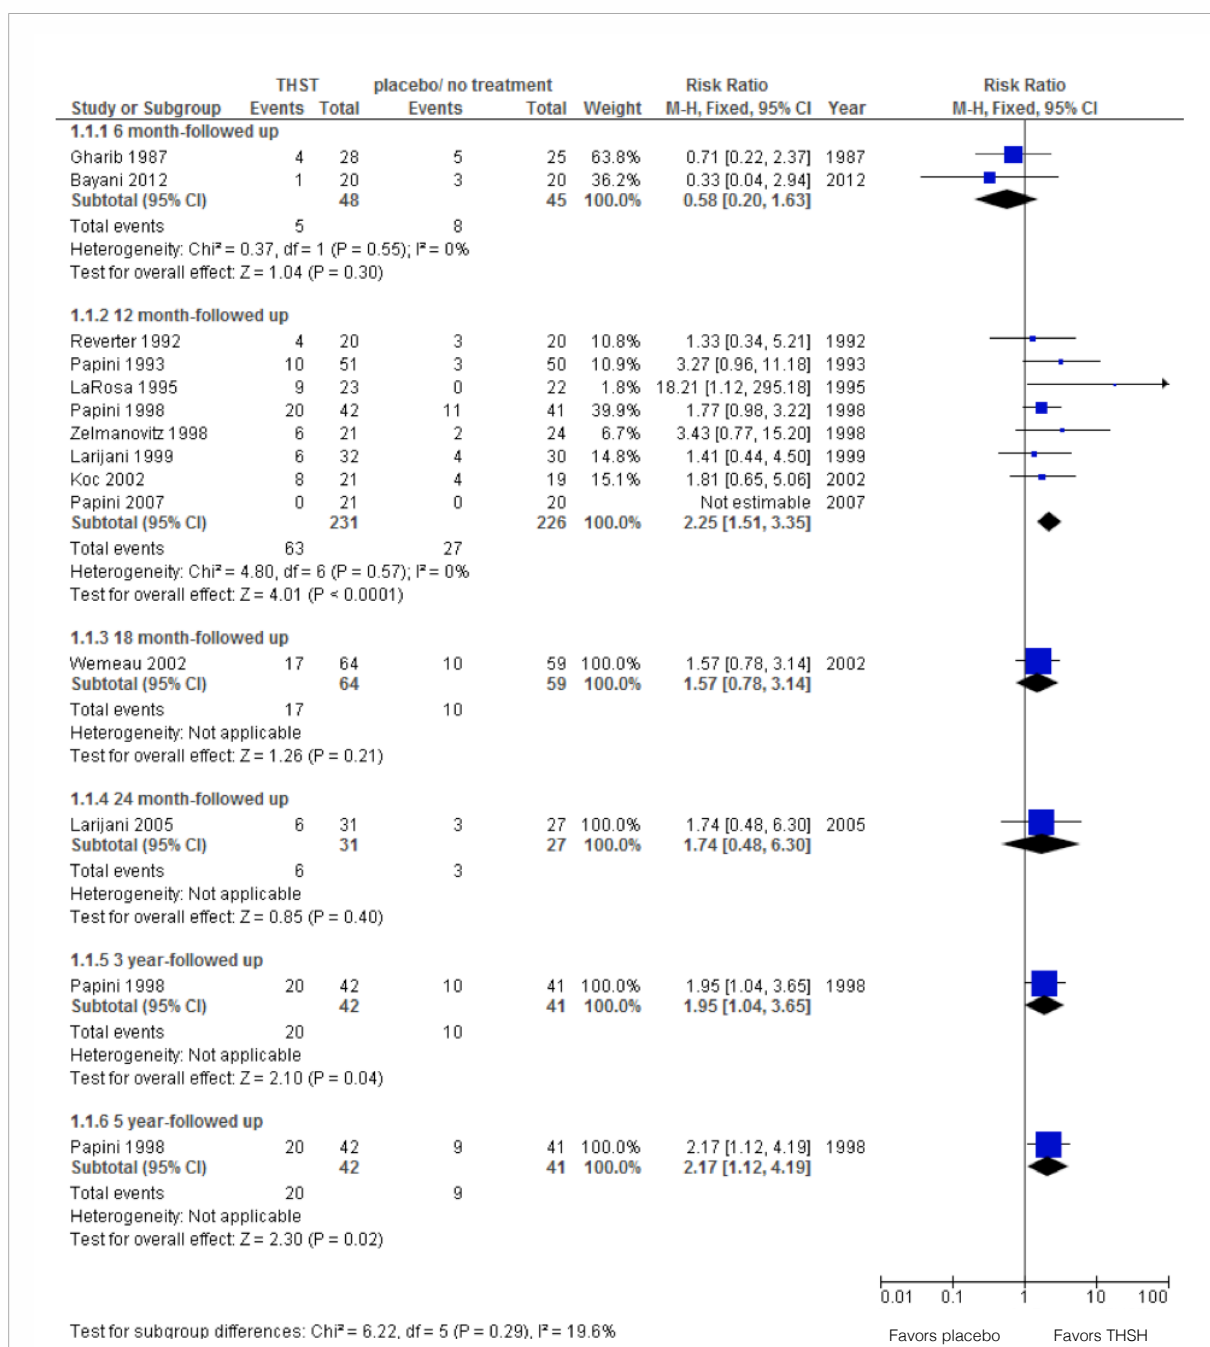 THST placebo/ no treatment Risk Ratio Risk Ratio
Study or Subgroup Events Total Events Total Weight M-H, Fixed, 95% CI Year M-H, Fixed, 95% CI
1.1.1 6 month-followed up
Gharib 1987 4 28 5 25 63.8% 0.71 [0.22, 2.37] 1987
Bayani 2012 1 20 3 20 36.2% 0.33 [0.04, 2.94] 2012
Subtotal (95% CI) 48 45 100.0% 0.58 [0.20, 1.63]
Total events 5 8
Heterogeneity: Chi² = 0.37, df = 1 (P = 0.55); I² = 0%
Test for overall effect: Z = 1.04 (P = 0.30)
1.1.2 12 month-followed up
Reverter 1992 4 20 3 20 10.8% 1.33 [0.34, 5.21] 1992
Papini 1993 10 51 3 50 10.9% 3.27 [0.96, 11.18] 1993
LaRosa 1995 9 23 0 22 1.8% 18.21 [1.12, 295.18] 1995
Papini 1998 20 42 11 41 39.9% 1.77 [0.98, 3.22] 1998
Zelmanovitz 1998 6 21 2 24 6.7% 3.43 [0.77, 15.20] 1998
Larijani 1999 6 32 4 30 14.8% 1.41 [0.44, 4.50] 1999
Koc 2002 8 21 4 19 15.1% 1.81 [0.65, 5.06] 2002
Papini 2007 0 21 0 20 Not estimable 2007
Subtotal (95% CI) 231 226 100.0% 2.25 [1.51, 3.35]
Total events 63 27
Heterogeneity: Chi² = 4.80, df = 6 (P = 0.57); I² = 0%
Test for overall effect: Z = 4.01 (P < 0.0001)
1.1.3 18 month-followed up
Wemeau 2002 17 64 10 59 100.0% 1.57 [0.78, 3.14] 2002
Subtotal (95% CI) 64 59 100.0% 1.57 [0.78, 3.14]
Total events 17 10
Heterogeneity: Not applicable
Test for overall effect: Z = 1.26 (P = 0.21)
1.1.4 24 month-followed up
Larijani 2005 6 31 3 27 100.0% 1.74 [0.48, 6.30] 2005
Subtotal (95% CI) 31 27 100.0% 1.74 [0.48, 6.30]
Total events 6 3
Heterogeneity: Not applicable
Test for overall effect: Z = 0.85 (P = 0.40)
1.1.5 3 year-followed up
Papini 1998 20 42 10 41 100.0% 1.95 [1.04, 3.65] 1998
Subtotal (95% CI) 42 41 100.0% 1.95 [1.04, 3.65]
Total events 20 10
Heterogeneity: Not applicable
Test for overall effect: Z = 2.10 (P = 0.04)
1.1.6 5 year-followed up
Papini 1998 20 42 9 41 100.0% 2.17 [1.12, 4.19] 1998
Subtotal (95% CI) 42 41 100.0% 2.17 [1.12, 4.19]
Total events 20 9
Heterogeneity: Not applicable
Test for overall effect: Z = 2.30 (P = 0.02)
0.01 0.1 1 10 100
Test for subgroup differences: Chi² = 6.22, df = 5 (P = 0.29), I² = 19.6%
Favors placebo Favors THSH